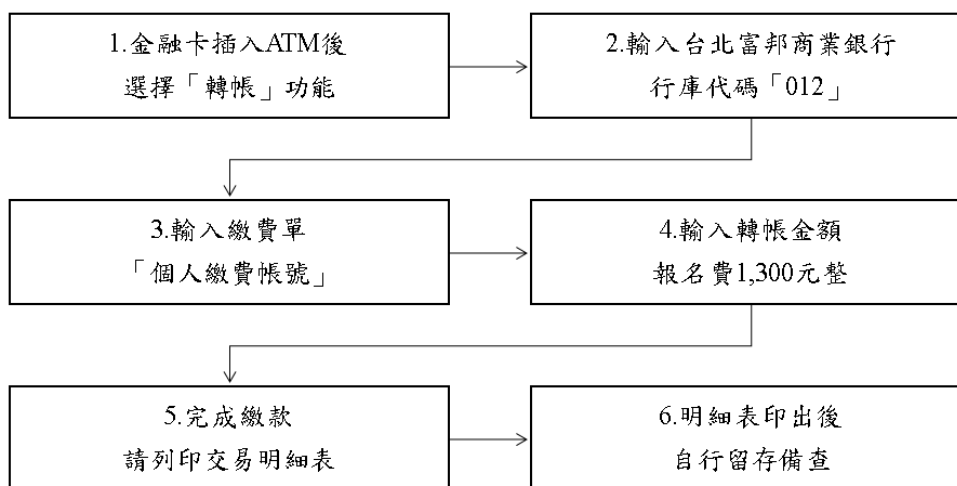 1.金融卡插入ATM後
選擇「轉帳」功能
2.輸入台北富邦商業銀行
行庫代碼「012」
3.輸入繳費單
「個人繳費帳號」
4.輸入轉帳金額
報名費1,300元整
5.完成繳款
請列印交易明細表
6.明細表印出後
自行留存備查